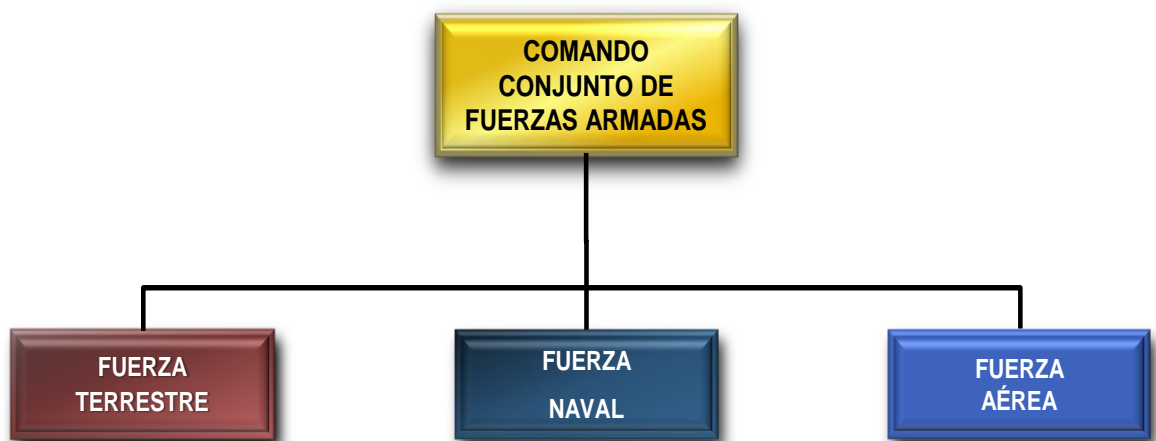 COMANDO
CONJUNTO DE
FUERZAS ARMADAS
FUERZA
TERRESTRE
FUERZA
NAVAL
FUERZA
AÉREA